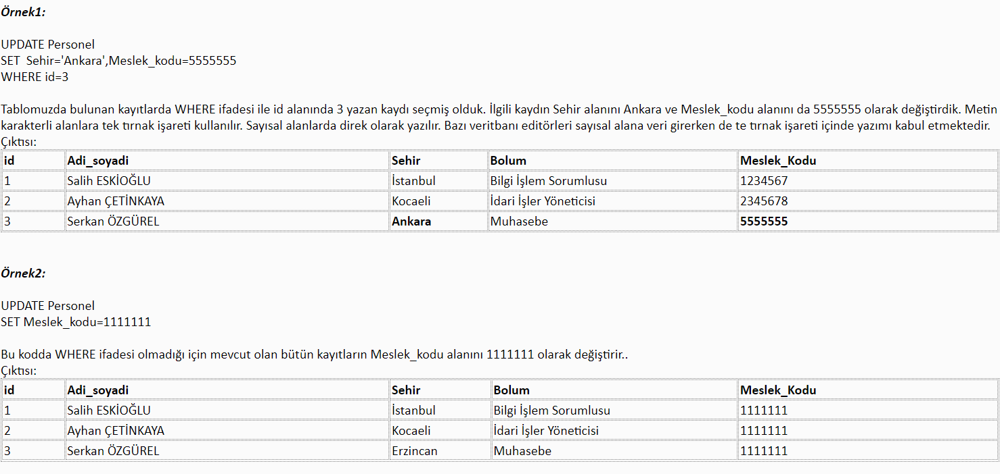 Örnek1:
UPDATE Personel
SET  Sehir='Ankara',Meslek_kodu=5555555
WHERE id=3
Tablomuzda bulunan kayıtlarda WHERE ifadesi ile id alanında 3 yazan kaydı seçmiş olduk. İlgili kaydın Sehir alanını Ankara ve Meslek_kodu alanını da 5555555 olarak değiştirdik. Metin
karakterli alanlara tek tırnak işareti kullanılır. Sayısal alanlarda direk olarak yazılır. Bazı veritbanı editörleri sayısal alana veri girerken de te tırnak işareti içinde yazımı kabul etmektedir.
Çıktısı:
id Adi_soyadi Sehir Bolum Meslek_Kodu
1 Salih ESKİOĞLU İstanbul Bilgi İşlem Sorumlusu 1234567
2 Ayhan ÇETİNKAYA Kocaeli İdari İşler Yöneticisi 2345678
3 Serkan ÖZGÜREL Ankara Muhasebe 5555555
Örnek2:
UPDATE Personel
SET Meslek_kodu=1111111
Bu kodda WHERE ifadesi olmadığı için mevcut olan bütün kayıtların Meslek_kodu alanını 1111111 olarak değiştirir..
Çıktısı:
id Adi_soyadi Sehir Bolum Meslek_Kodu
1 Salih ESKİOĞLU İstanbul Bilgi İşlem Sorumlusu 1111111
2 Ayhan ÇETİNKAYA Kocaeli İdari İşler Yöneticisi 1111111
3 Serkan ÖZGÜREL Erzincan Muhasebe 1111111